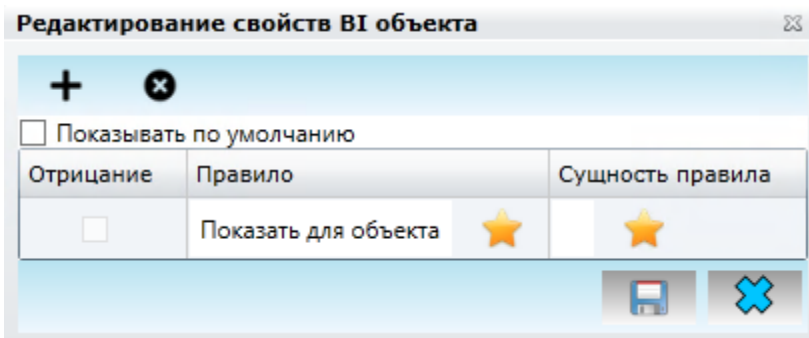 Редактирование свойств BI объекта
Показывать по умолчанию
Отрицание Правило Сущность правила
Показать для объекта